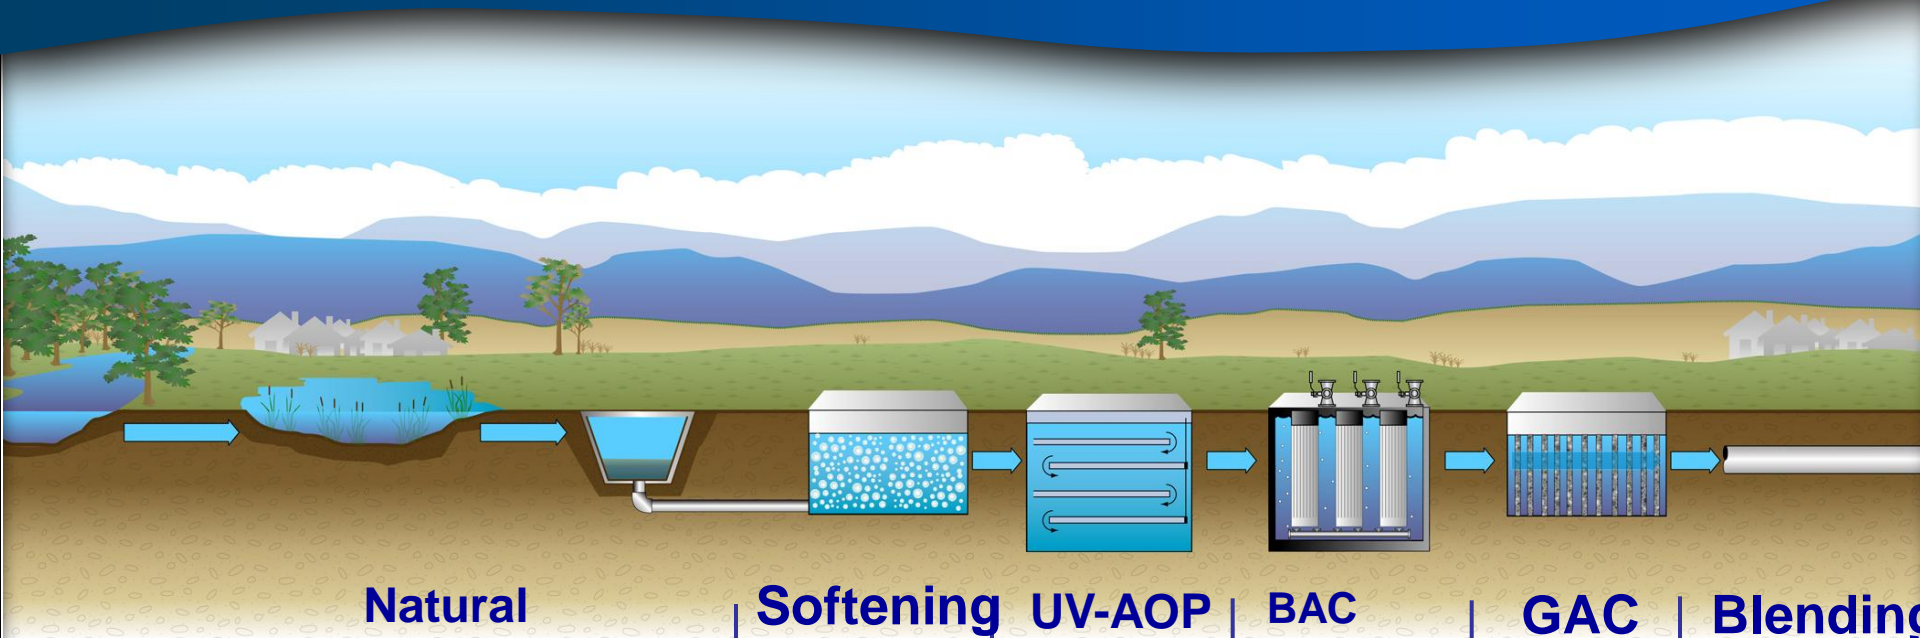 Natural
Softening
UV-AOP
BAC
GAC
Blending